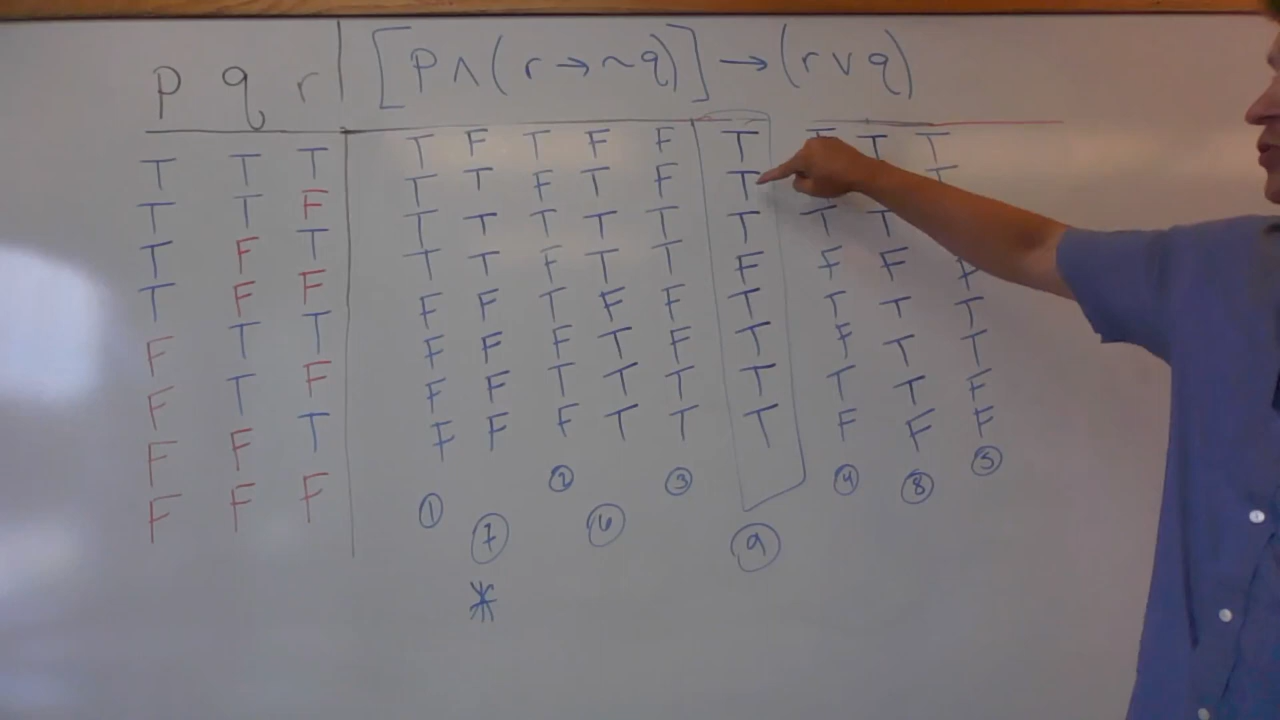 p q r [p ∧ (r → ~q)] → (r ∨ q)
T T T T F T F F T T T T
T T F T T F T F T T
T F T T T T T T T T T
T F F T T F T T F F F F
F T T F F T F F T T T T
F T F F F F T F T F T T
F F T F F T T T T T T F
F F F F F F T T T F F F
② ③ ④ ⑧ ⑤
① ⑦ ⑥ ⑨
*